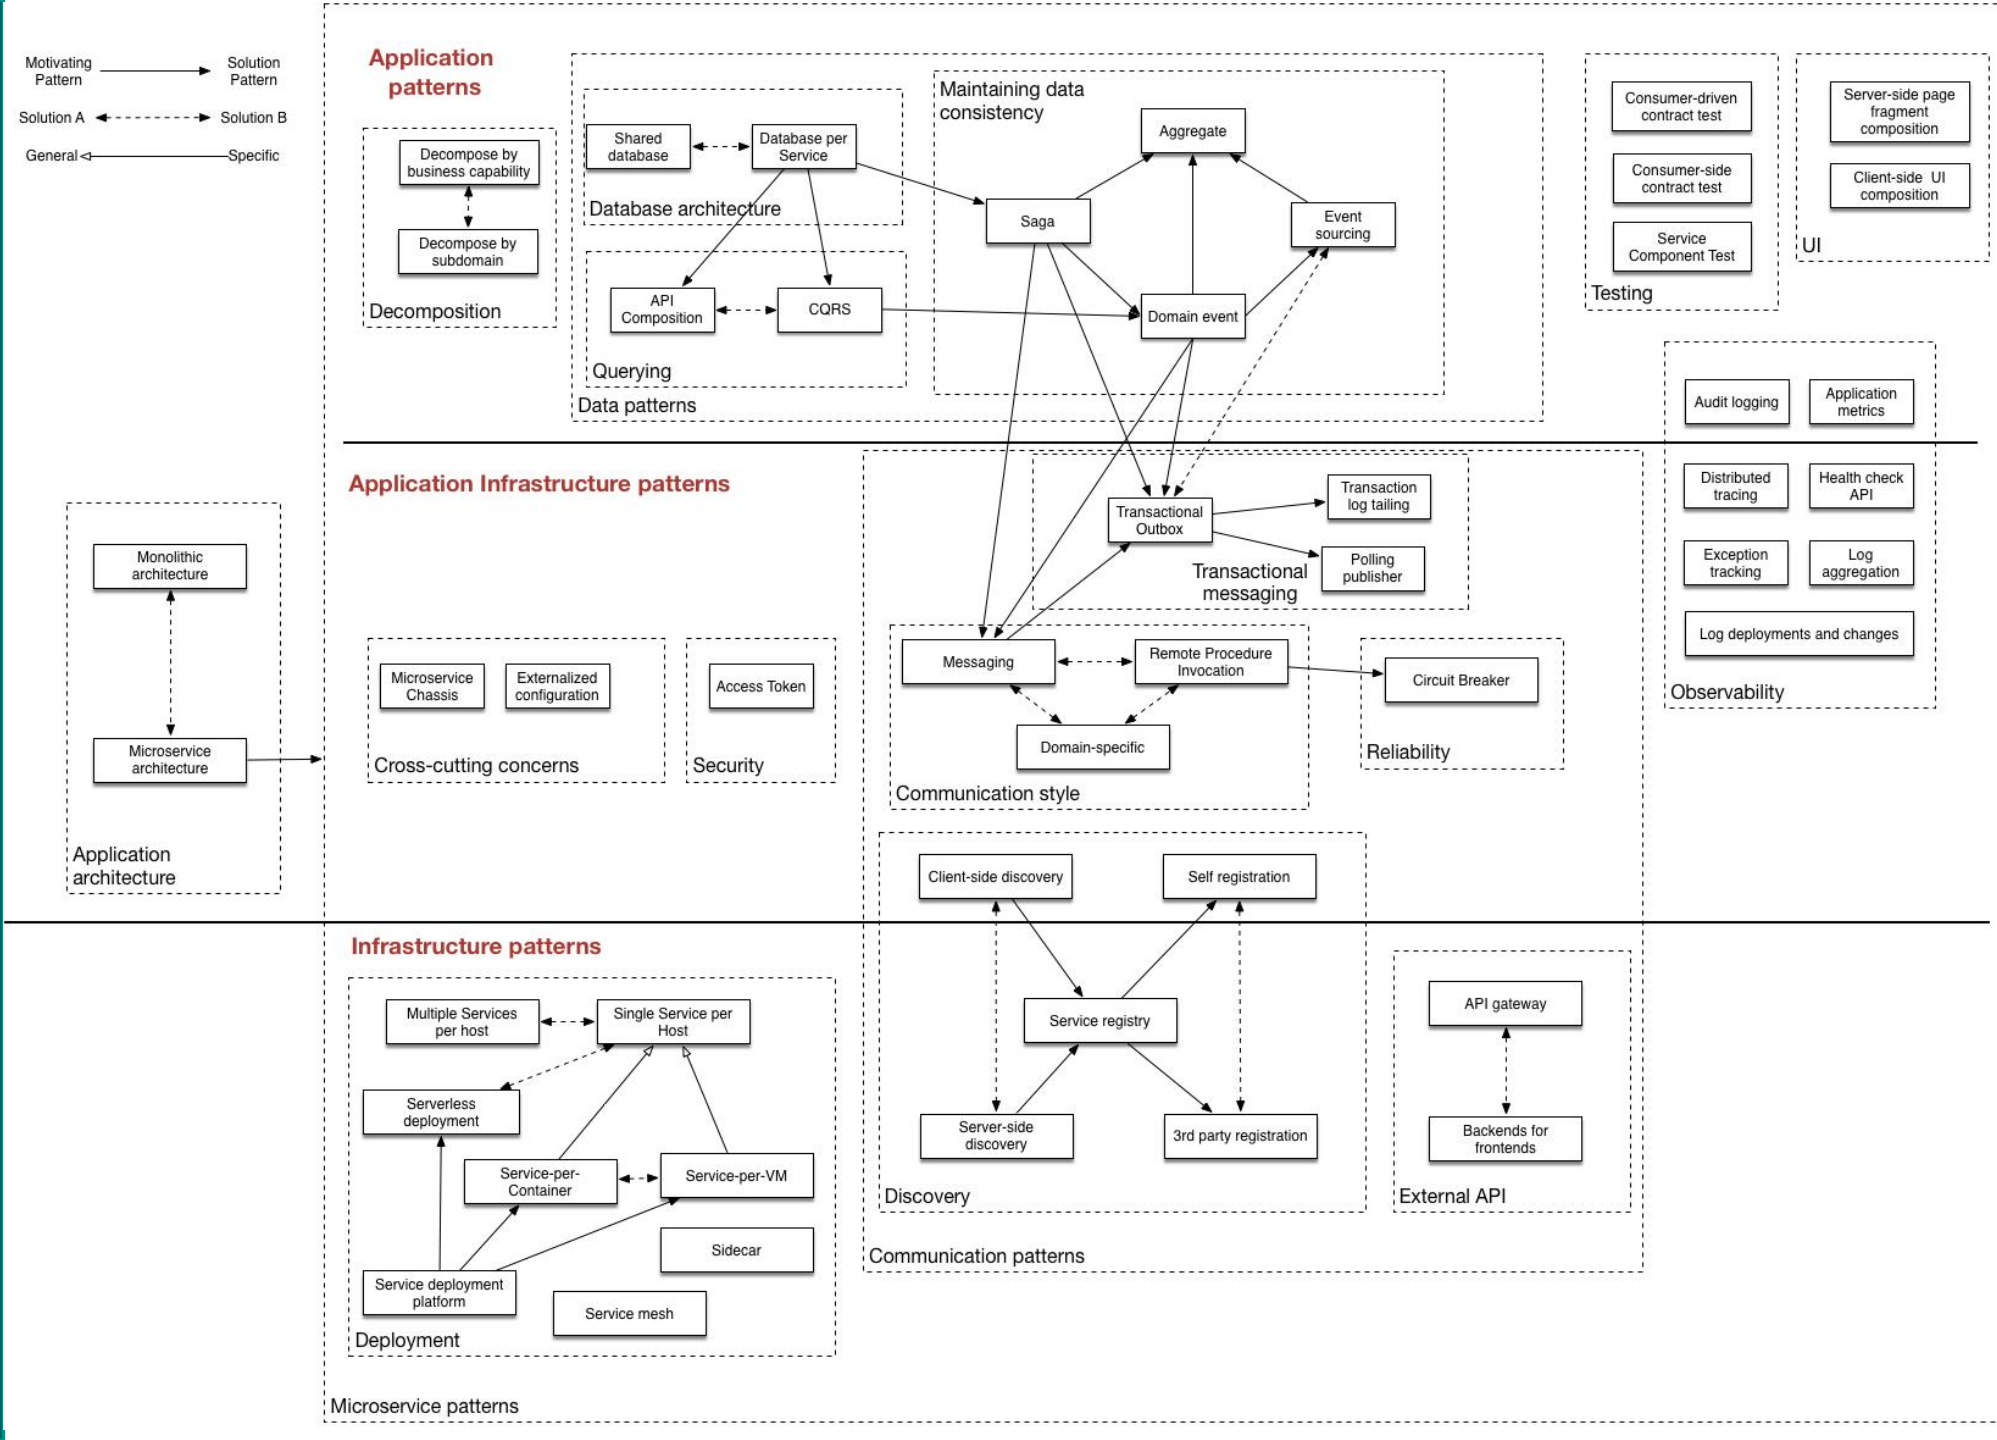 Motivating
Pattern
Solution
Pattern
Solution A
Solution B
General
Specific
Application
patterns
Decompose by
business capability
Decompose by
subdomain
Decomposition
Shared
database
Database per
Service
Database architecture
API
Composition
CQRS
Querying
Data patterns
Maintaining data
consistency
Aggregate
Saga
Event
sourcing
Domain event
Consumer-driven
contract test
Consumer-side
contract test
Service
Component Test
Testing
Server-side page
fragment
composition
Client-side UI
composition
UI
Audit logging
Application
metrics
Distributed
tracing
Health check
API
Exception
tracking
Log
aggregation
Log deployments and changes
Observability
Application Infrastructure patterns
Monolithic
architecture
Microservice
architecture
Application
architecture
Microservice
Chassis
Externalized
configuration
Cross-cutting concerns
Access Token
Security
Transactional
Outbox
Transaction
log tailing
Polling
publisher
Transactional
messaging
Messaging
Remote Procedure
Invocation
Domain-specific
Communication style
Circuit Breaker
Reliability
Client-side discovery
Self registration
Service registry
Server-side
discovery
3rd party registration
Discovery
API gateway
Backends for
frontends
External API
Communication patterns
Infrastructure patterns
Multiple Services
per host
Single Service per
Host
Serverless
deployment
Service-per-
Container
Service-per-VM
Sidecar
Service deployment
platform
Service mesh
Deployment
Microservice patterns